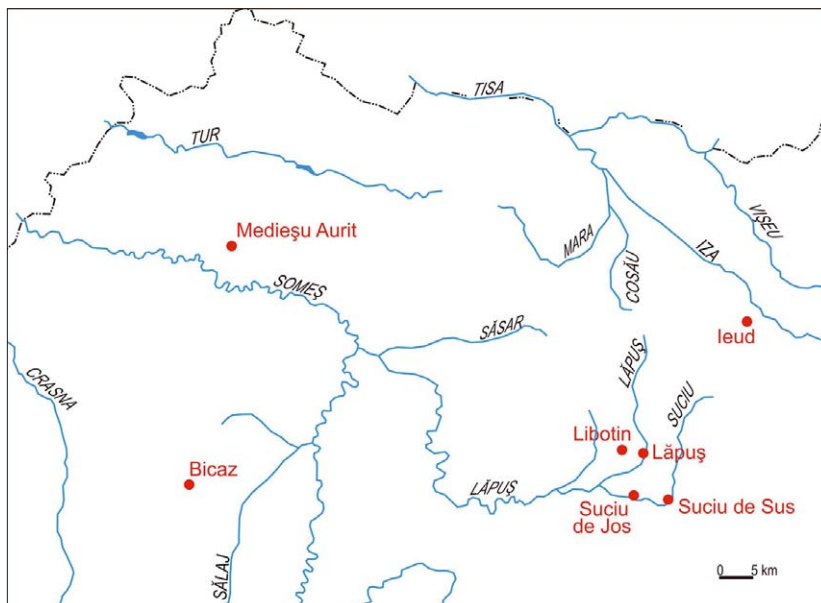 TISA
TUR
Medieşu Aurit
MARA
COSĂU
IZA
VIŞEU
SOMEŞ
SĂSAR
Ieud
CRASNA
LĂPUŞ
SUCIU
Libotin
Lăpuş
Bicaz
LĂPUŞ
Suciu
de Jos
Suciu de Sus
SĂLAJ
0 5 km